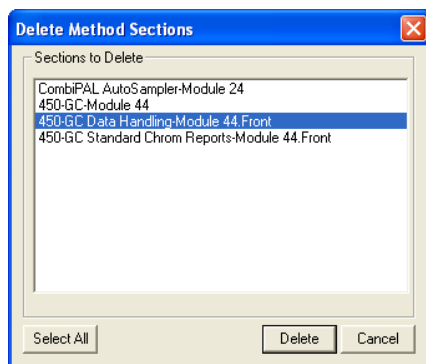 Delete Method Sections
Sections to Delete
CombiPAL AutoSampler-Module 24
450-GC-Module 44
450-GC Data Handling-Module 44.Front
450-GC Standard Chrom Reports-Module 44.Front
Select All
Delete
Cancel